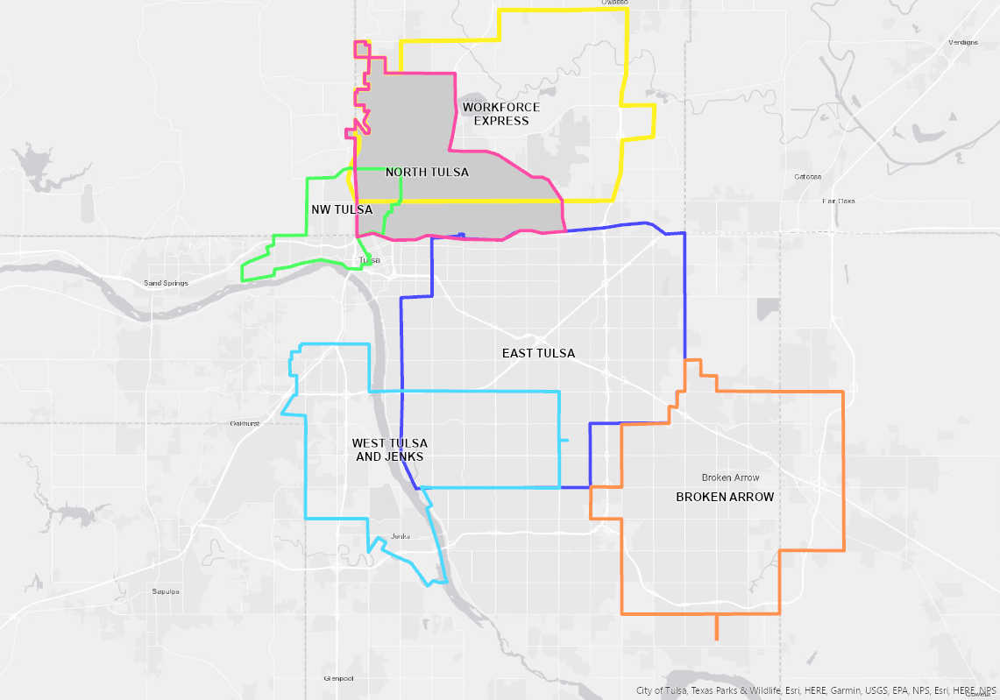 Owasso
Verdigris
WORKFORCE
EXPRESS
NORTH TULSA
Catoosa
Fair Oaks
NW TULSA
Tulsa
Sand Springs
EAST TULSA
Oakhurst
WEST TULSA
AND JENKS
Broken Arrow
BROKEN ARROW
Jenks
Sapulpa
Glenpool
City of Tulsa, Texas Parks & Wildlife, Esri, HERE, Garmin, USGS, EPA, NPS, Esri, HERE, NPS
Coweta